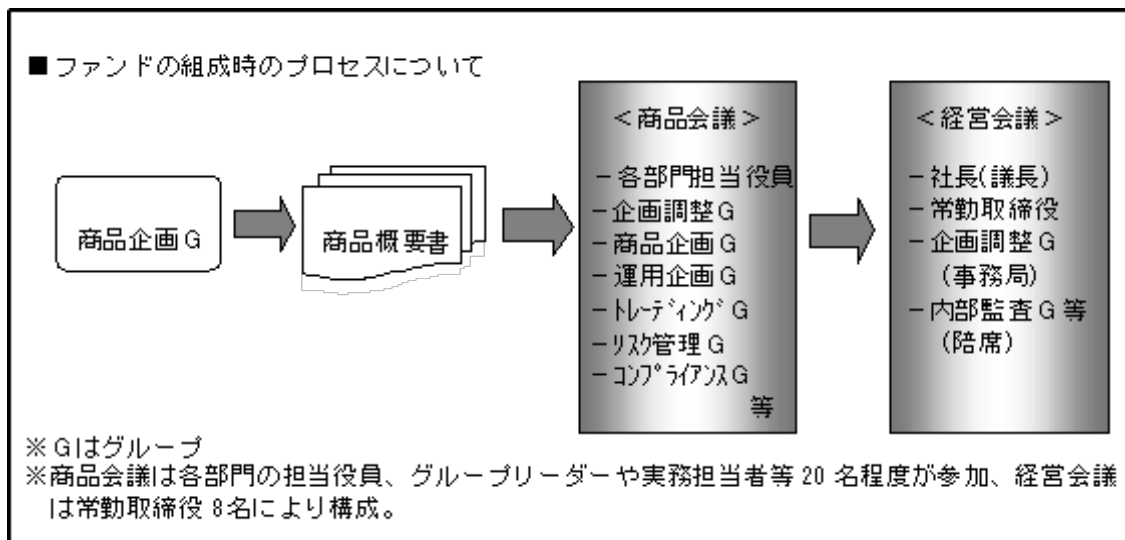 ■ファンドの組成時のプロセスについて
商品企画G
商品概要書
＜商品会議＞
－各部門担当役員
－企画調整G
－商品企画G
－運用企画G
－ﾄﾚｰﾃﾞｨﾝｸﾞG
－ﾘｽｸ管理G
－ｺﾝﾌﾟﾗｲｱﾝｽG
等
＜経営会議＞
－社長(議長)
－常勤取締役
－企画調整G
(事務局)
－内部監査G等
(陪席)
※Gはグループ
※商品会議は各部門の担当役員、グループリーダーや実務担当者等20名程度が参加、経営会議
は常勤取締役8名により構成。